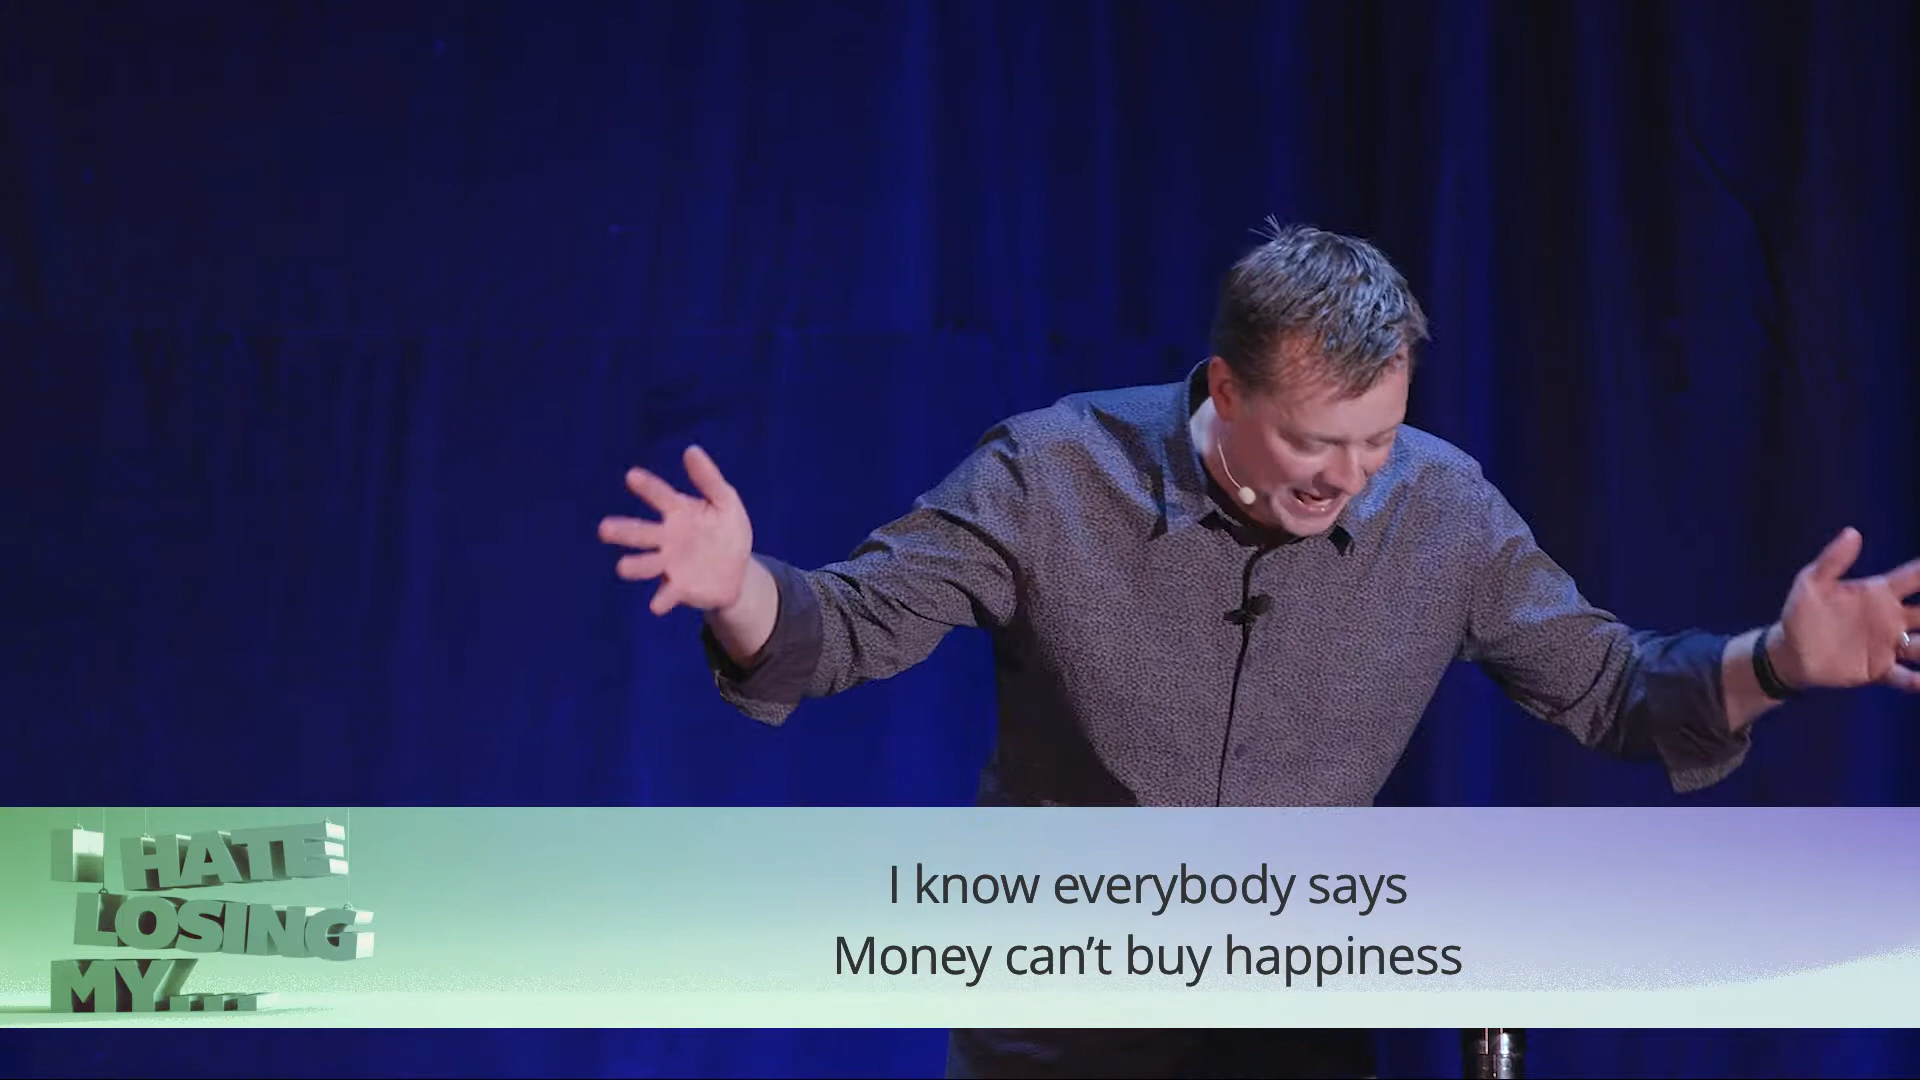 I HATE
LOSING
MY....
I know everybody says
Money can’t buy happiness